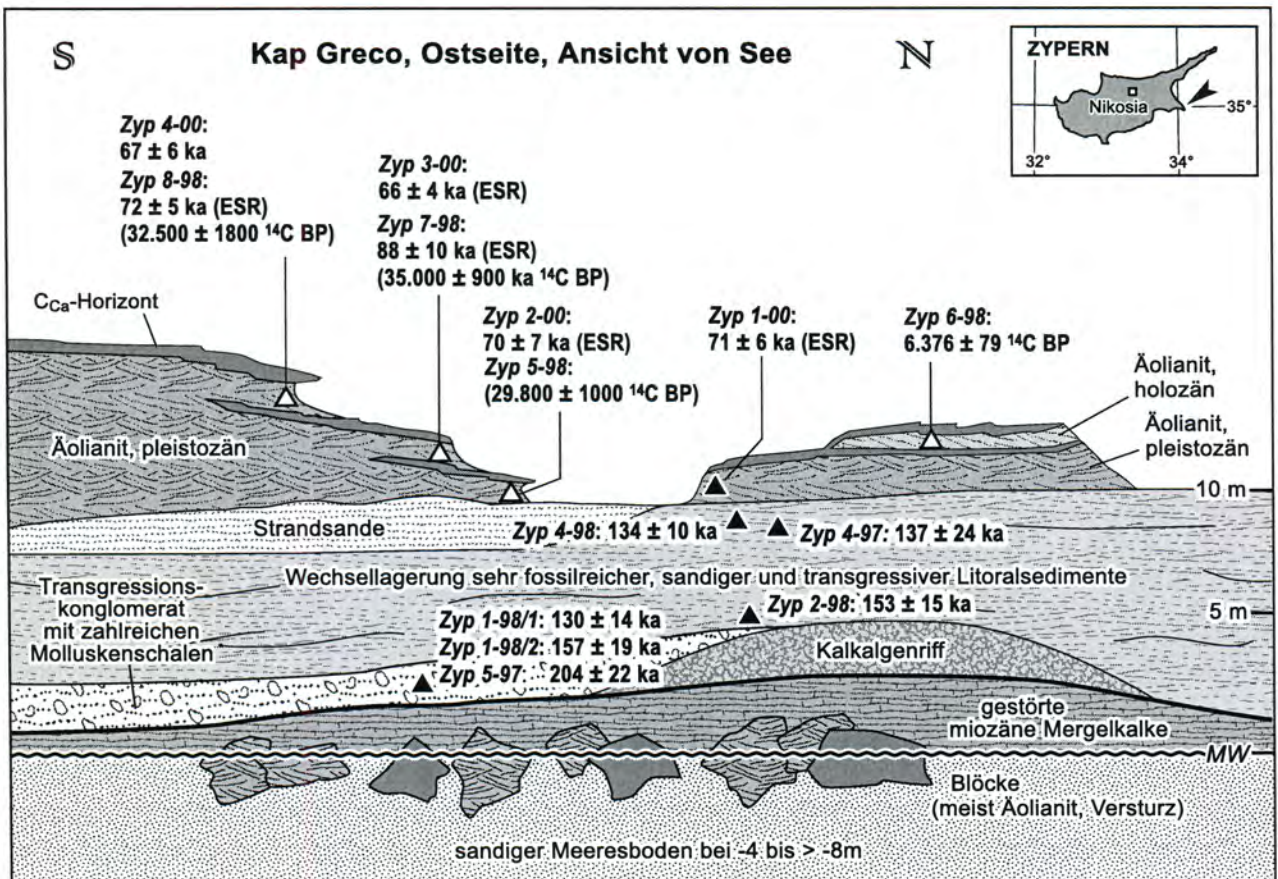 S
Kap Greco, Ostseite, Ansicht von See
N
ZYPERN
Nikosia
35°
32°
34°
Zyp 4-00:
67 ± 6 ka
Zyp 8-98:
72 ± 5 ka (ESR)
(32.500 ± 1800 ¹⁴C BP)
Zyp 3-00:
66 ± 4 ka (ESR)
Zyp 7-98:
88 ± 10 ka (ESR)
(35.000 ± 900 ka ¹⁴C BP)
Zyp 2-00:
70 ± 7 ka (ESR)
Zyp 5-98:
(29.800 ± 1000 ¹⁴C BP)
Zyp 1-00:
71 ± 6 ka (ESR)
Zyp 6-98:
6.376 ± 79 ¹⁴C BP
CCa-Horizont
Äolianit,
holozän
Äolianit,
pleistozän
Äolianit, pleistozän
10 m
Strandsande
Zyp 4-98: 134 ± 10 ka
Zyp 4-97: 137 ± 24 ka
Wechsellagerung sehr fossilreicher, sandiger und transgressiver Litoralsedimente
Transgressions-
konglomerat
mit zahlreichen
Molluskenschalen
Zyp 2-98: 153 ± 15 ka
5 m
Zyp 1-98/1: 130 ± 14 ka
Zyp 1-98/2: 157 ± 19 ka
Zyp 5-97: 204 ± 22 ka
Kalkalgenriff
gestörte
miozäne Mergelkalke
MW
Blöcke
(meist Äolianit, Versturz)
sandiger Meeresboden bei -4 bis > -8m